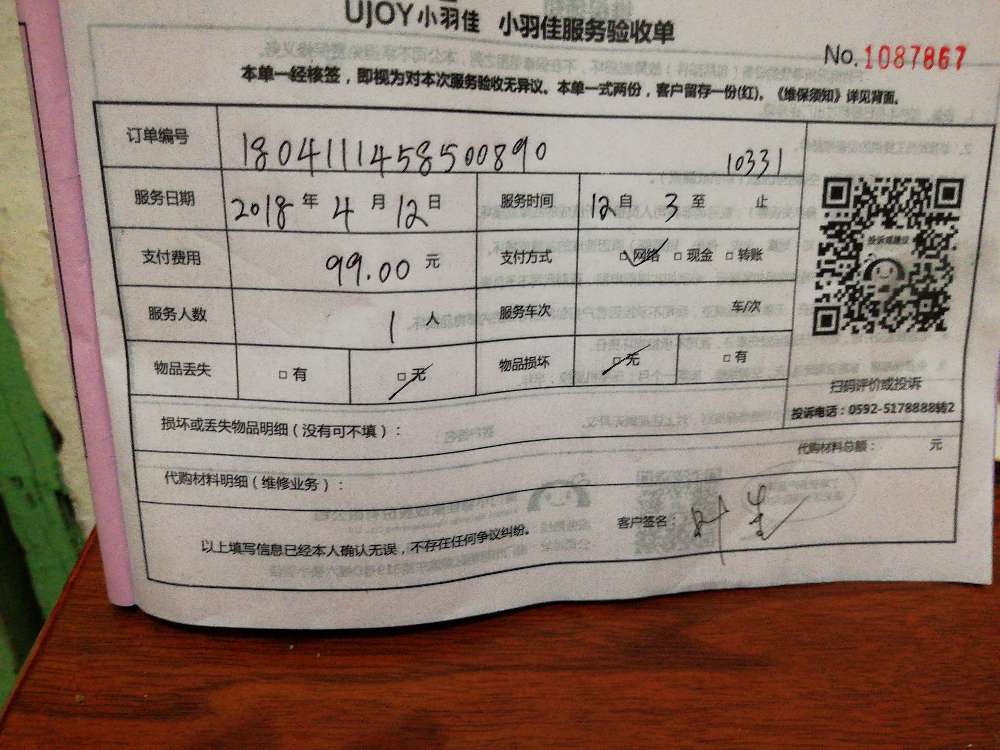 UJOY小羽佳 小羽佳服务验收单
No. 1087867
本单一经核签，即视为对本次服务验收无异议。本单一式两份，客户留存一份(红)。《维保须知》详见背面。
订单编号 180411145850089​0 10331
服务日期 2018 年 4 月 12 日 服务时间 12 自 3 至 止
支付费用 99.00 元 支付方式 □网络 □现金 □转账
服务人数 1 人 服务车次 车/次
物品丢失 □有 □无 物品损坏 □无 □有
投诉或建议
扫码评价或投诉
投诉电话：0592-5178888转2
损坏或丢失物品明细（没有可不填）：
代购材料总额： 元
代购材料明细（维修业务）：
以上填写信息已经本人确认无误，不存在任何争议纠纷。 客户签名：